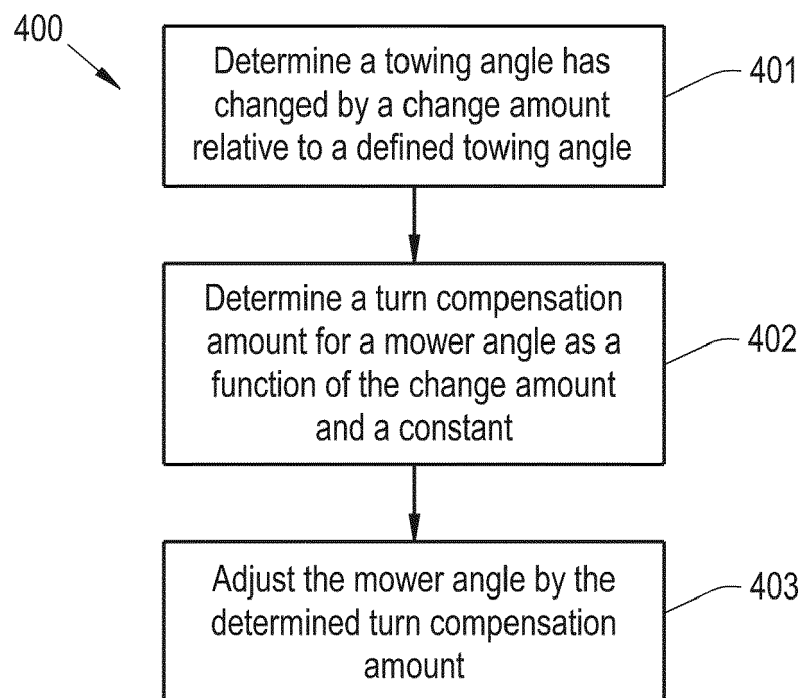 400
Determine a towing angle has
changed by a change amount
relative to a defined towing angle
401
Determine a turn compensation
amount for a mower angle as a
function of the change amount
and a constant
402
Adjust the mower angle by the
determined turn compensation
amount
403